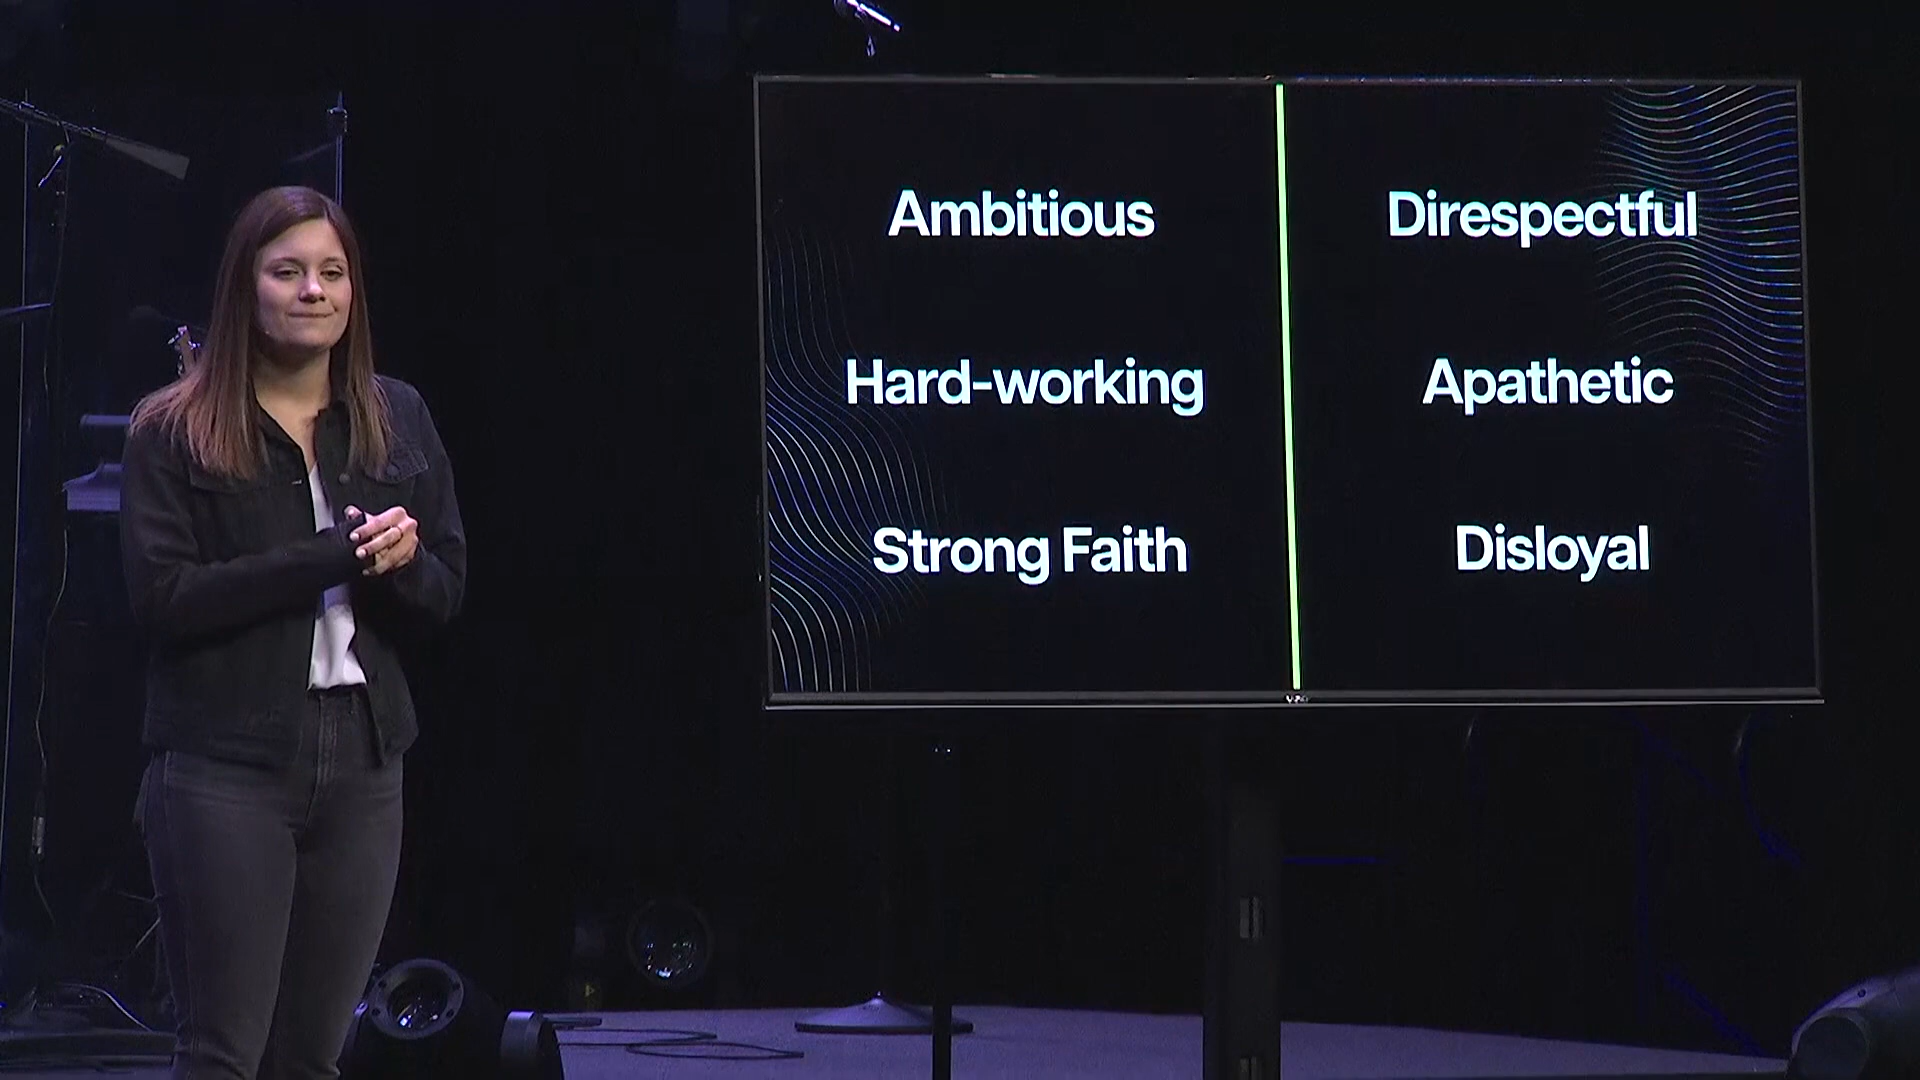 Ambitious
Hard-working
Strong Faith
Direspectful
Apathetic
Disloyal